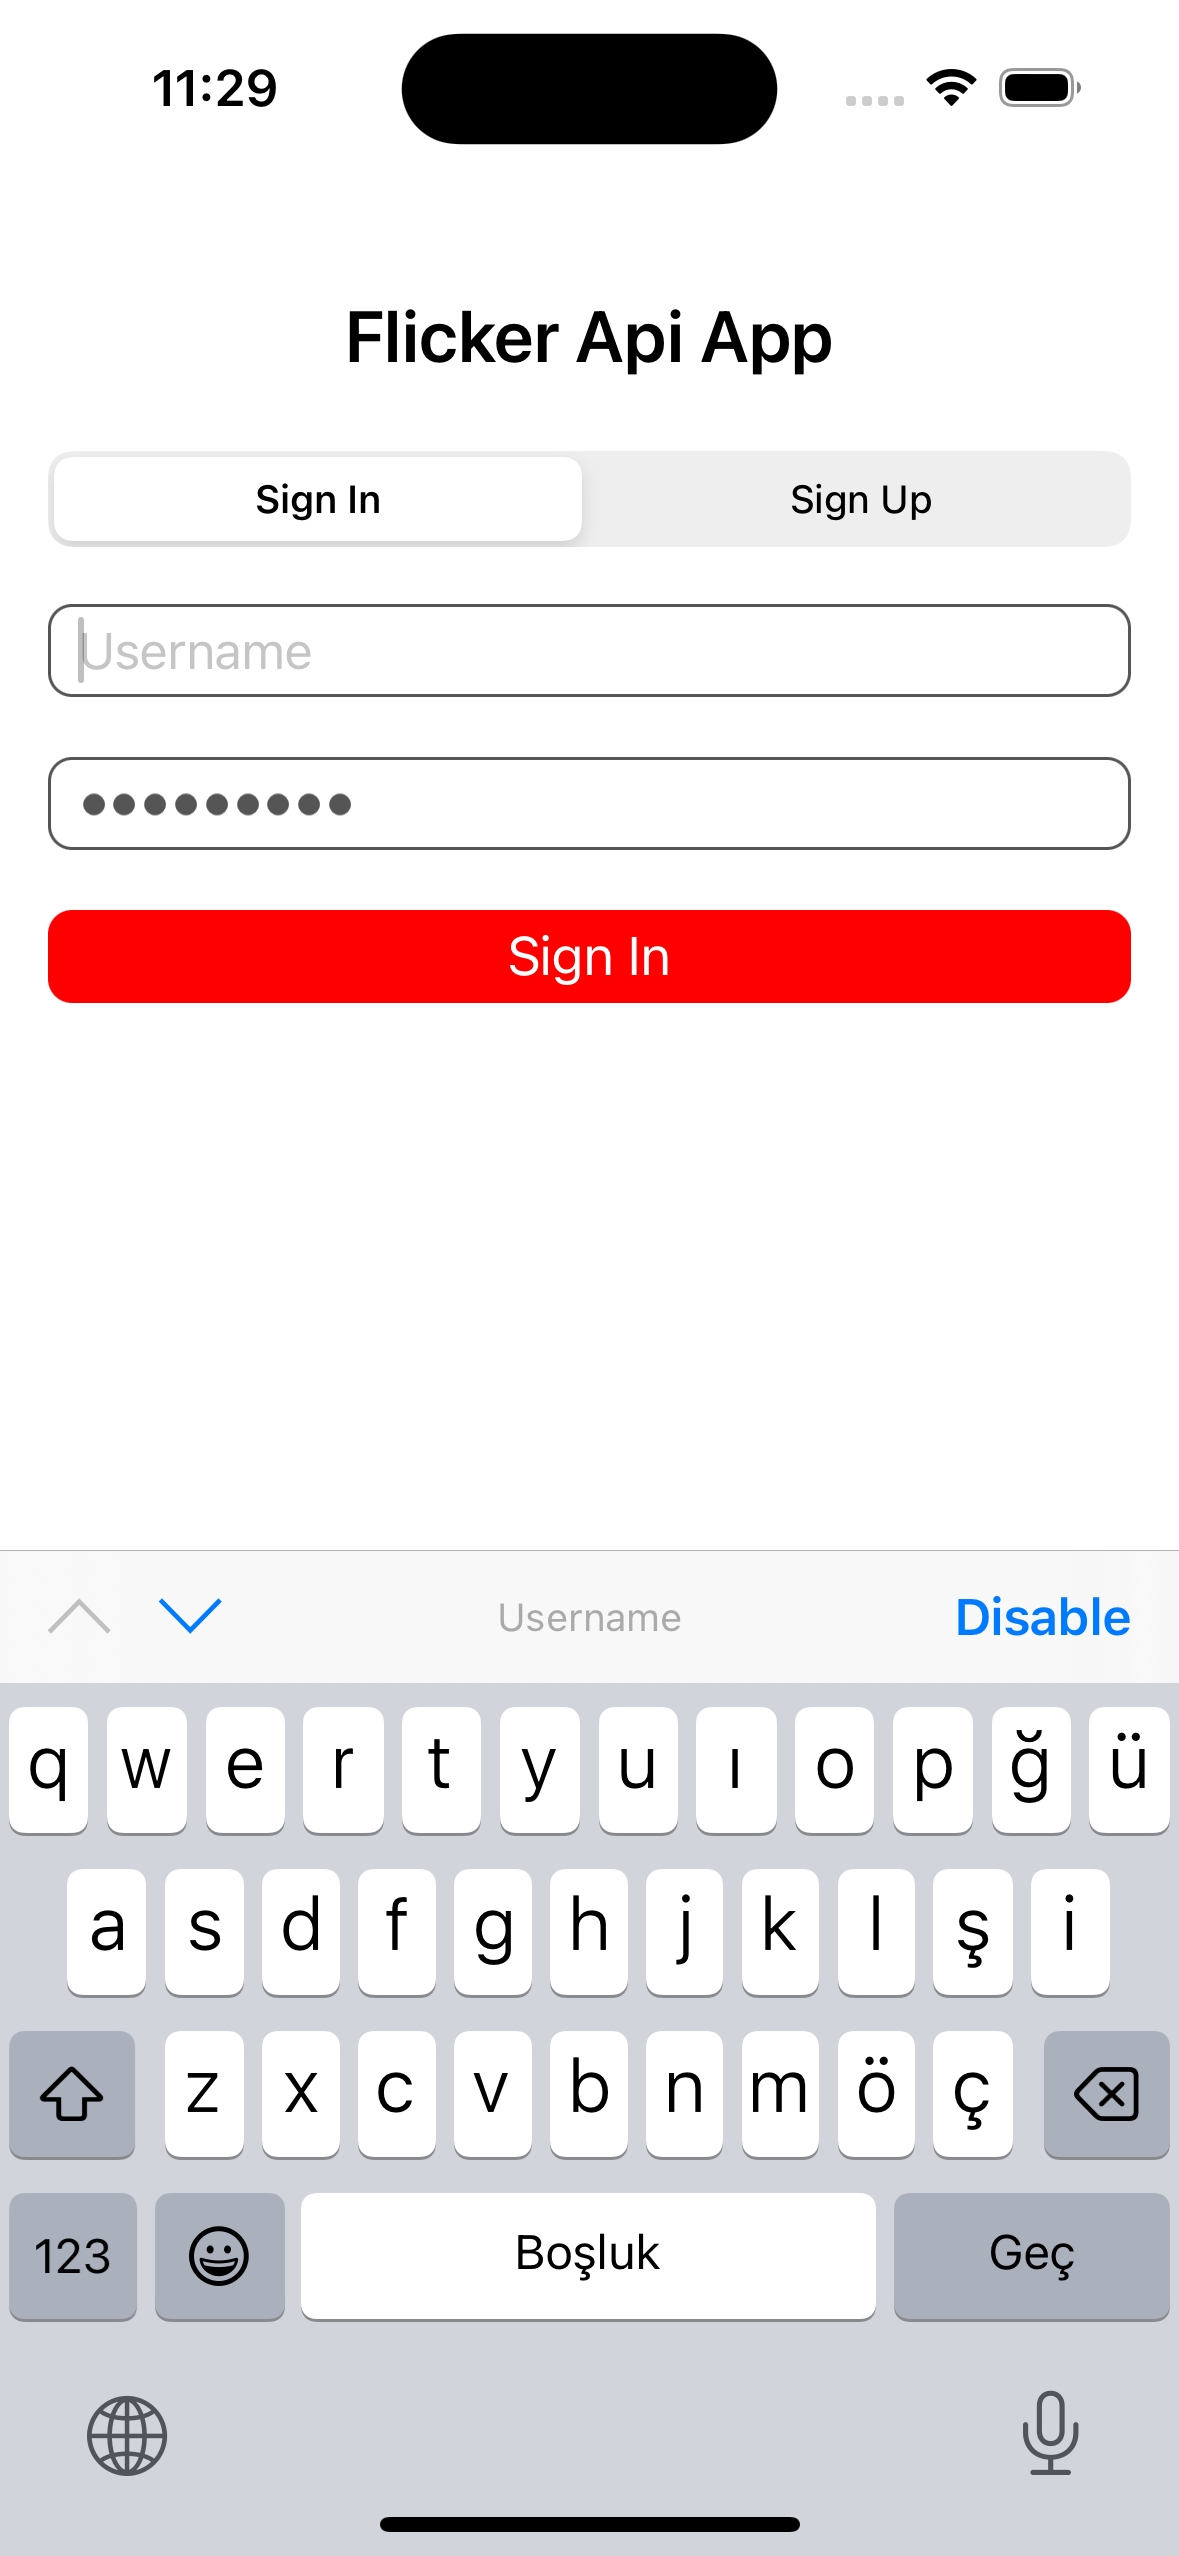 11:29
Flicker Api App
Sign In Sign Up
Username
••••••••• 
Sign In
Username Disable
q w e r t y u ı o p ğ ü
a s d f g h j k l ş i
z x c v b n m ö ç
123 Boşluk Geç